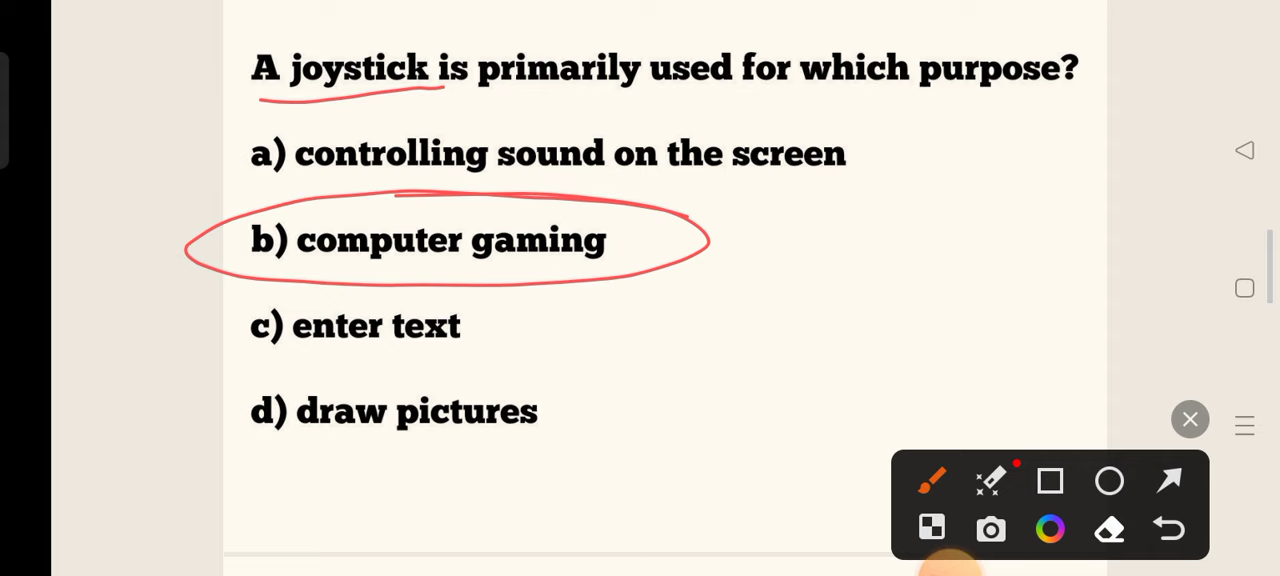 A joystick is primarily used for which purpose?
a) controlling sound on the screen
b) computer gaming
c) enter text
d) draw pictures